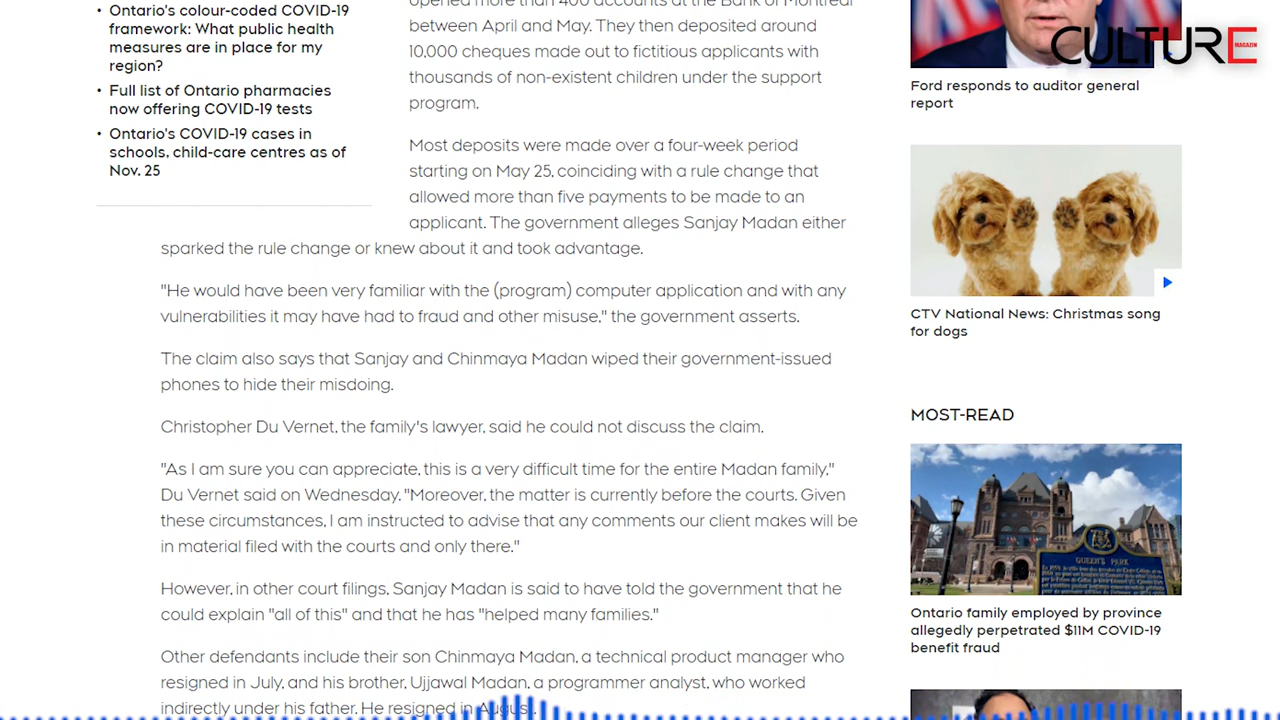 Ontario's colour-coded COVID-19
framework: What public health
measures are in place for my
region?
Full list of Ontario pharmacies
now offering COVID-19 tests
Ontario's COVID-19 cases in
schools, child-care centres as of
Nov. 25
opened more than 400 accounts at the Bank of Montreal
between April and May. They then deposited around
10,000 cheques made out to fictitious applicants with
thousands of non-existent children under the support
program.
Most deposits were made over a four-week period
starting on May 25, coinciding with a rule change that
allowed more than five payments to be made to an
applicant. The government alleges Sanjay Madan either
sparked the rule change or knew about it and took advantage.
"He would have been very familiar with the (program) computer application and with any
vulnerabilities it may have had to fraud and other misuse," the government asserts.
The claim also says that Sanjay and Chinmaya Madan wiped their government-issued
phones to hide their misdoing.
Christopher Du Vernet, the family's lawyer, said he could not discuss the claim.
"As I am sure you can appreciate, this is a very difficult time for the entire Madan family,"
Du Vernet said on Wednesday. "Moreover, the matter is currently before the courts. Given
these circumstances, I am instructed to advise that any comments our client makes will be
in material filed with the courts and only there."
However, in other court filings, Sanjay Madan is said to have told the government that he
could explain "all of this" and that he has "helped many families."
Other defendants include their son Chinmaya Madan, a technical product manager who
resigned in July, and his brother, Ujjawal Madan, a programmer analyst, who worked
indirectly under his father. He resigned in August.
CULTURE
MAGAZIN
Ford responds to auditor general
report
CTV National News: Christmas song
for dogs
MOST-READ
QUEEN'S PARK
Ontario family employed by province
allegedly perpetrated $11M COVID-19
benefit fraud